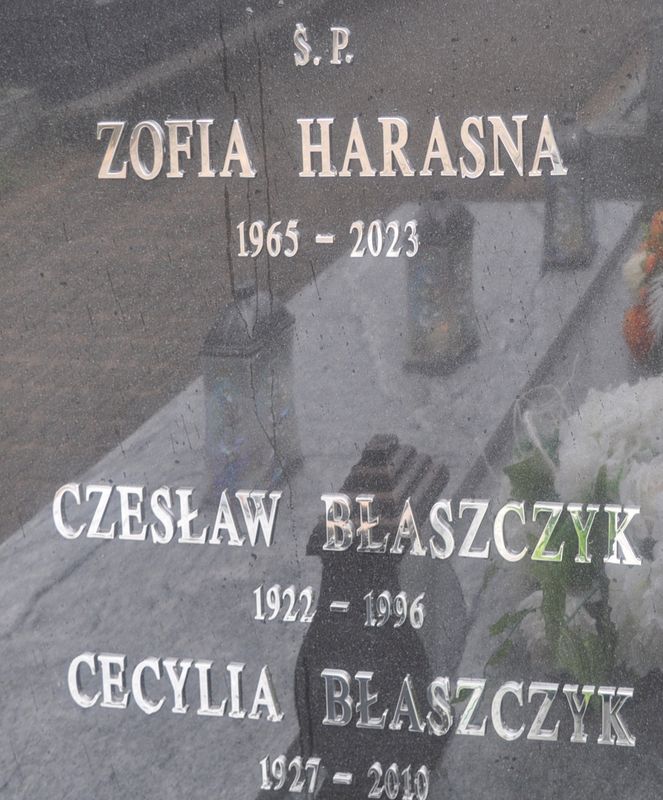 Ś. P.
ZOFIA HARASNA
1965 – 2023
CZESŁAW BŁASZCZYK
1922 – 1996
CECYLIA BŁASZCZYK
1927 – 2010